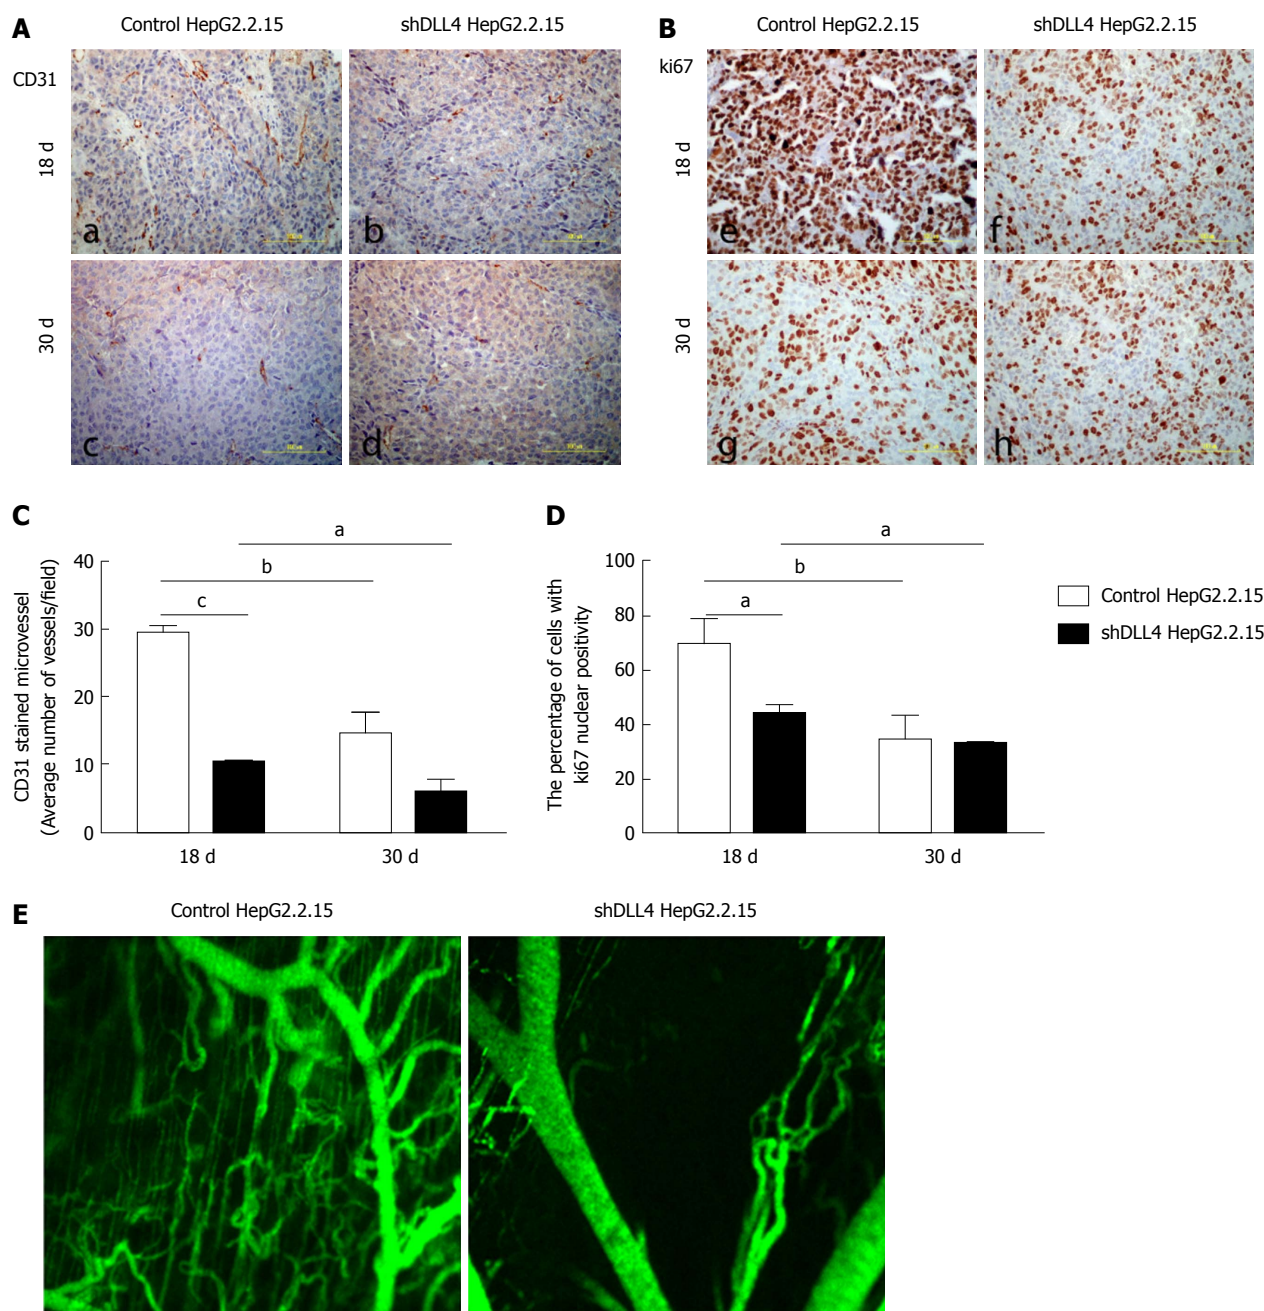 A
Control HepG2.2.15
shDLL4 HepG2.2.15
CD31
18 d
30 d
a
b
c
d
B
Control HepG2.2.15
shDLL4 HepG2.2.15
ki67
18 d
30 d
e
f
g
h
C
CD31 stained microvessel
(Average number of vessels/field)
40
30
20
10
0
a
b
c
18 d
30 d
D
The percentage of cells with
ki67 nuclear positivity
100
80
60
40
20
0
a
b
a
18 d
30 d
Control HepG2.2.15
shDLL4 HepG2.2.15
E
Control HepG2.2.15
shDLL4 HepG2.2.15